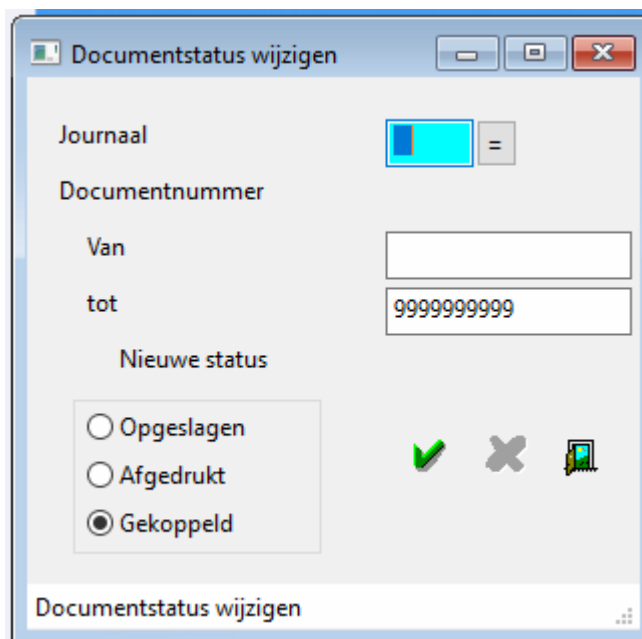 Documentstatus wijzigen
Journaal =
Documentnummer
Van
tot 9999999999
Nieuwe status
Opgeslagen
Afgedrukt
Gekoppeld
Documentstatus wijzigen